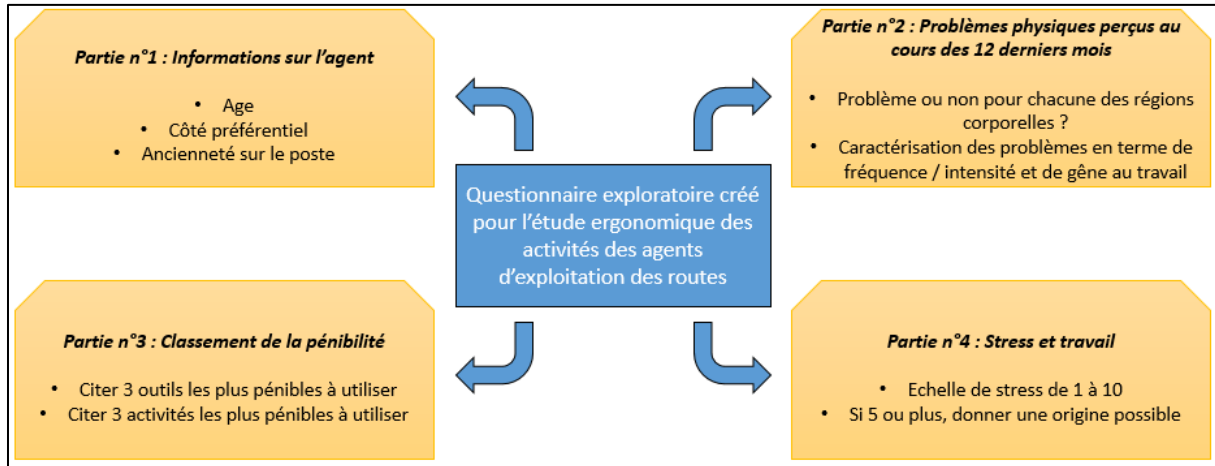 Partie n°1 : Informations sur l'agent
• Age
• Côté préférentiel
• Ancienneté sur le poste
Partie n°2 : Problèmes physiques perçus au
cours des 12 derniers mois
• Problème ou non pour chacune des régions
corporelles ?
• Caractérisation des problèmes en terme de
fréquence / intensité et de gêne au travail
Questionnaire exploratoire créé
pour l'étude ergonomique des
activités des agents
d'exploitation des routes
Partie n°3 : Classement de la pénibilité
• Citer 3 outils les plus pénibles à utiliser
• Citer 3 activités les plus pénibles à utiliser
Partie n°4 : Stress et travail
• Echelle de stress de 1 à 10
• Si 5 ou plus, donner une origine possible